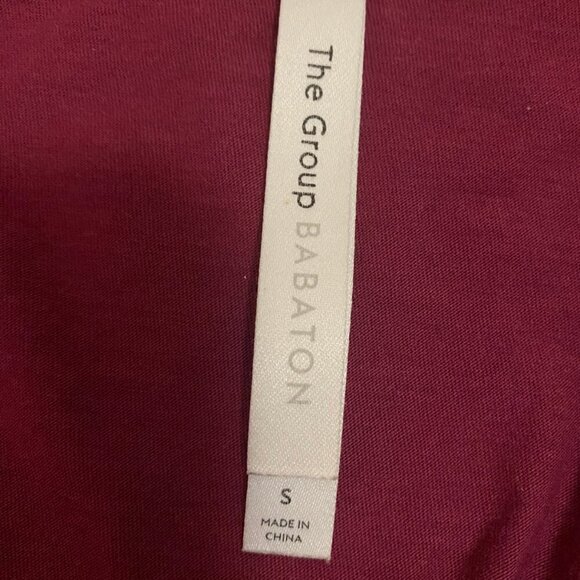 The Group BABATON
S
MADE IN
CHINA